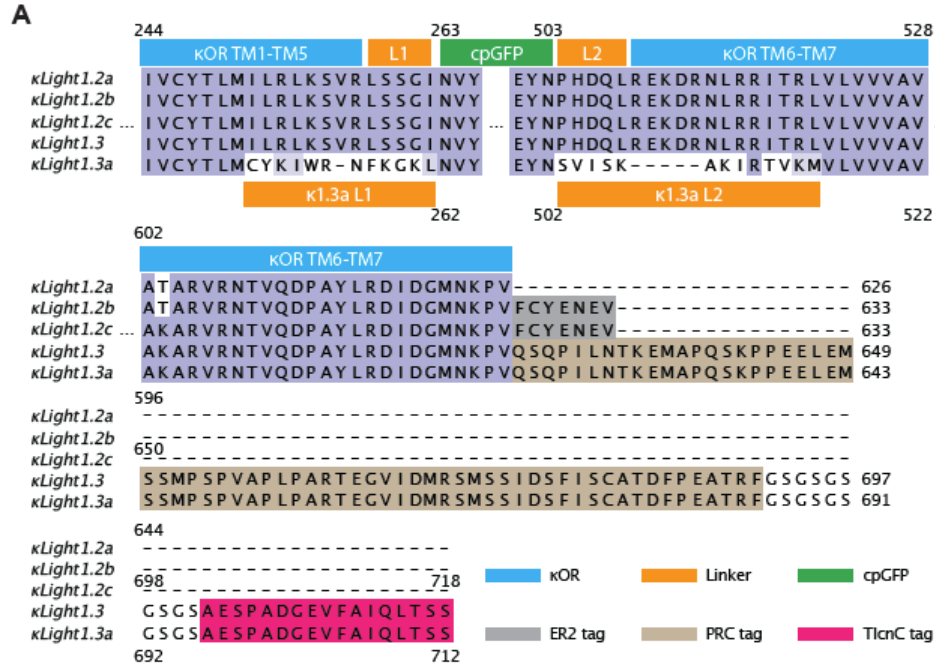 A
244 263 503 528
κOR TM1-TM5 L1 cpGFP L2 κOR TM6-TM7
κLight1.2a IVCYTLMILRLKSVRLSSGINVY EYNPHDQLREKDRNLRRITRLVLVVVAV
κLight1.2b IVCYTLMILRLKSVRLSSGINVY EYNPHDQLREKDRNLRRITRLVLVVVAV
κLight1.2c ... IVCYTLMILRLKSVRLSSGINVY ... EYNPHDQLREKDRNLRRITRLVLVVVAV
κLight1.3 IVCYTLMILRLKSVRLSSGINVY EYNPHDQLREKDRNLRRITRLVLVVVAV
κLight1.3a IVCYTLMCYKIWR-NFKGKLNVY EYNSVISK-----AKIRTVKMVLVVVAV
κ1.3a L1 κ1.3a L2
262 502 522
602
κOR TM6-TM7
κLight1.2a ATARVRNTVQDPAYLRDIDGMNKPV----------------------- 626
κLight1.2b ATARVRNTVQDPAYLRDIDGMNKPVFCYENEV---------------- 633
κLight1.2c ... AKARVRNTVQDPAYLRDIDGMNKPVFCYENEV---------------- 633
κLight1.3 AKARVRNTVQDPAYLRDIDGMNKPVQSQPILNTKEMAPQSKPPEELEM 649
κLight1.3a AKARVRNTVQDPAYLRDIDGMNKPVQSQPILNTKEMAPQSKPPEELEM 643
596
κLight1.2a ------------------------------------------------
κLight1.2b ------------------------------------------------
κLight1.2c ------------------------------------------------
650
κLight1.3 SSMPSPVAPLPARTEGVIDMRSMSSIDSFISCATDFPEATRFGSGSGS 697
κLight1.3a SSMPSPVAPLPARTEGVIDMRSMSSIDSFISCATDFPEATRFGSGSGS 691
644
κLight1.2a ---------------------
κLight1.2b ---------------------
κLight1.2c ---------------------
698 718
κLight1.3 GSGSAESPADGEVFAIQLTSS
κLight1.3a GSGSAESPADGEVFAIQLTSS
692 712
κOR Linker cpGFP
ER2 tag PRC tag TlcnC tag